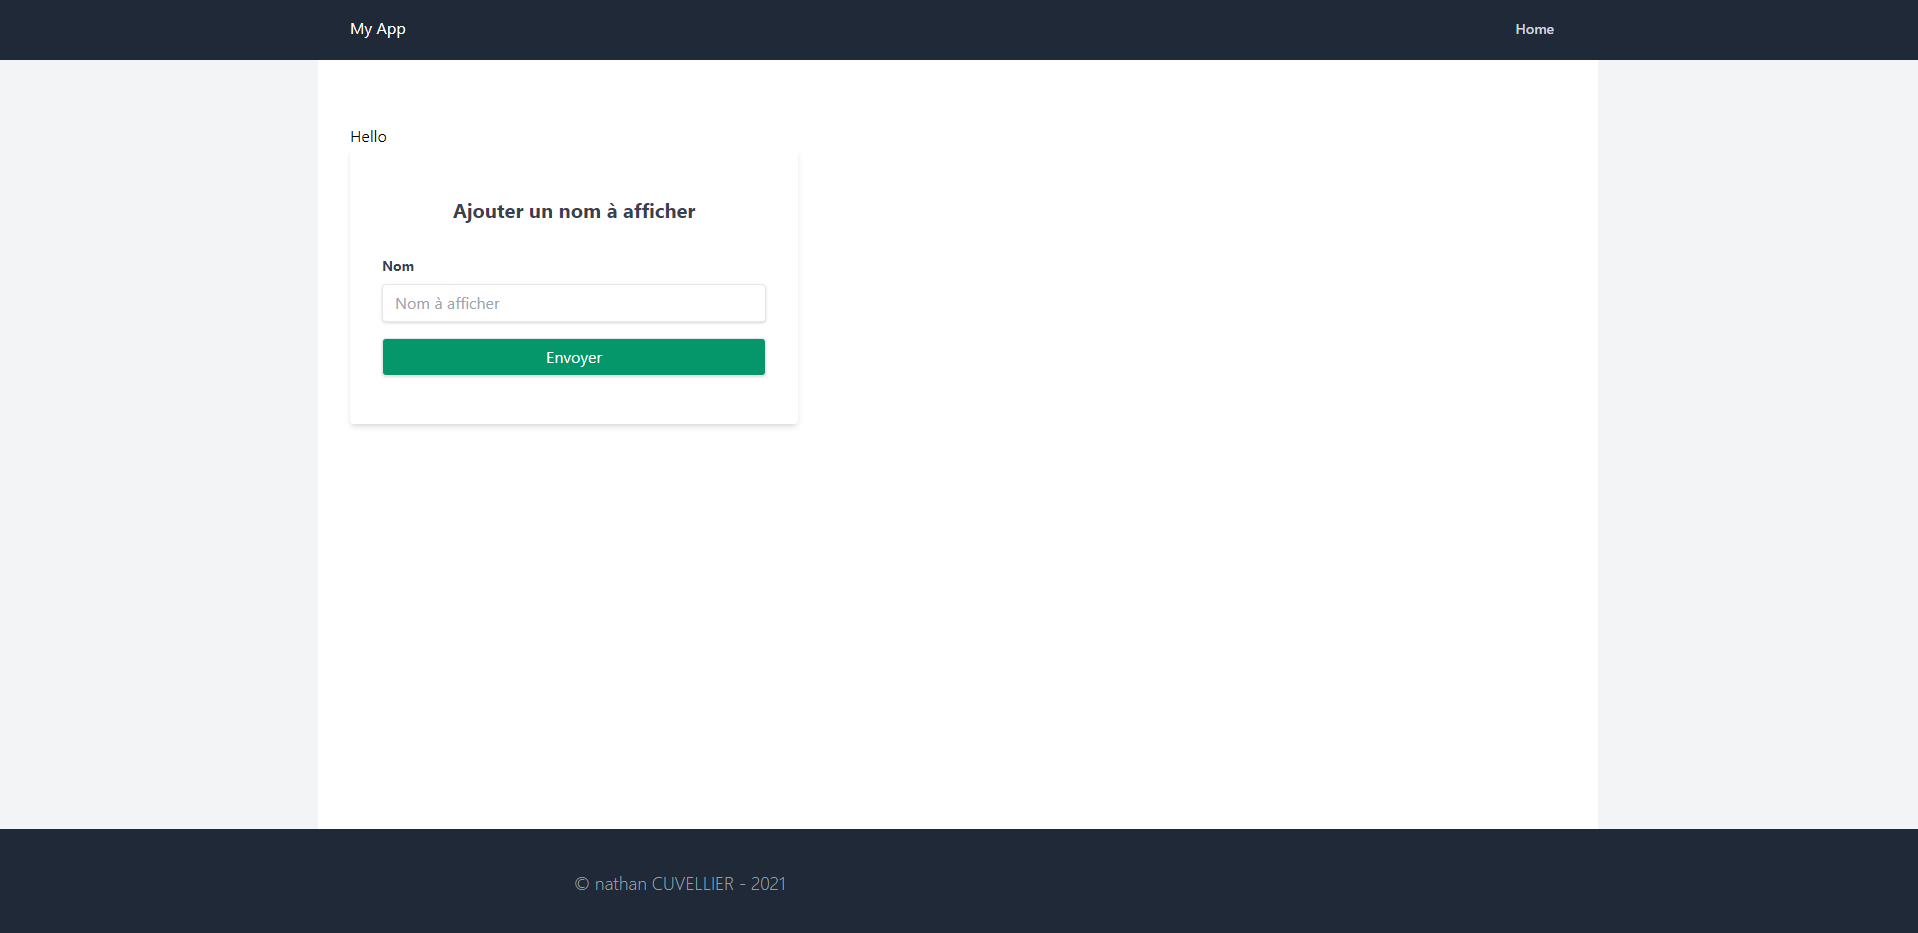 My App
Home
Hello
Ajouter un nom à afficher
Nom
Nom à afficher
Envoyer
© nathan CUVELLIER - 2021